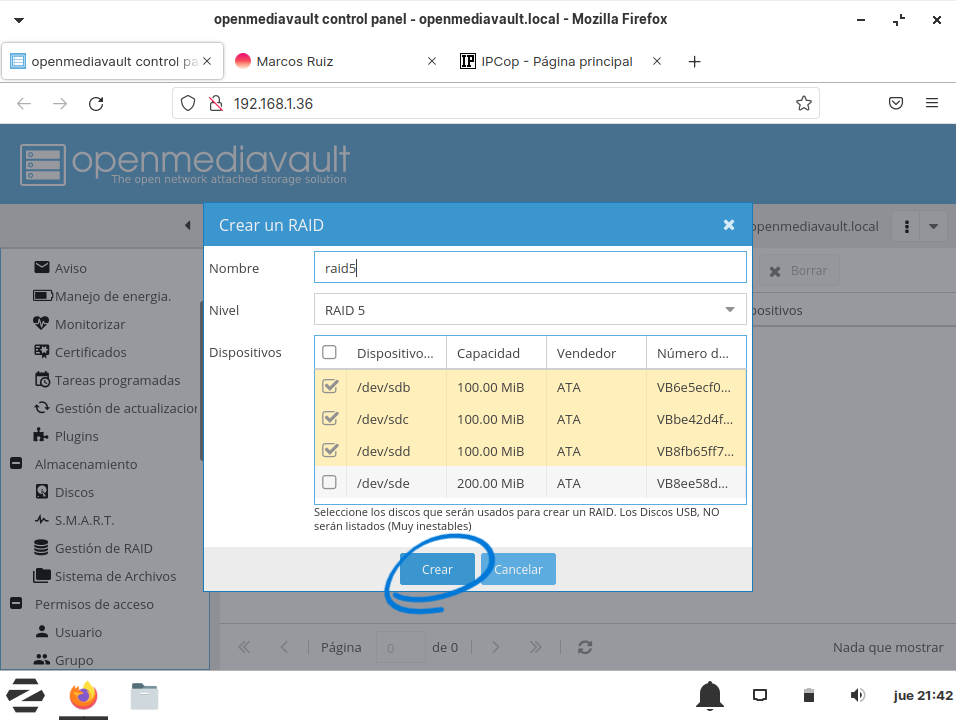 openmediavault control panel - openmediavault.local - Mozilla Firefox
openmediavault control pa
Marcos Ruiz
IP IPCop - Página principal
192.168.1.36
openmediavault
The open network attached storage solution
Crear un RAID
openmediavault.local
Nombre
raid5
Borrar
Nivel
RAID 5
positivos
Dispositivos
Dispositivo... Capacidad Vendedor Número d...
/dev/sdb 100.00 MiB ATA VB6e5ecf0...
/dev/sdc 100.00 MiB ATA VBbe42d4f...
/dev/sdd 100.00 MiB ATA VB8fb65ff7...
/dev/sde 200.00 MiB ATA VB8ee58d...
Seleccione los discos que serán usados para crear un RAID. Los Discos USB, NO
serán listados (Muy inestables)
Crear
Cancelar
Aviso
Manejo de energia.
Monitorizar
Certificados
Tareas programadas
Gestión de actualizacion
Plugins
Almacenamiento
Discos
S.M.A.R.T.
Gestión de RAID
Sistema de Archivos
Permisos de acceso
Usuario
Grupo
Página 0 de 0
Nada que mostrar
jue 21:42